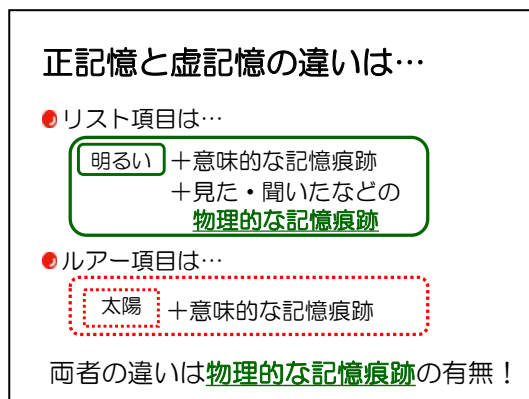 正記憶と虚記憶の違いは…
リスト項目は…
明るい ＋意味的な記憶痕跡
＋見た・聞いたなどの
物理的な記憶痕跡
ルアー項目は…
太陽 ＋意味的な記憶痕跡
両者の違いは物理的な記憶痕跡の有無！